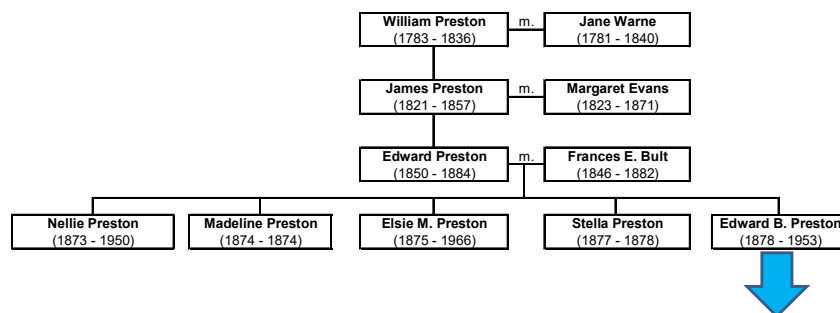 William Preston m. Jane Warne
(1783 - 1836) (1781 - 1840)
James Preston m. Margaret Evans
(1821 - 1857) (1823 - 1871)
Edward Preston m. Frances E. Bult
(1850 - 1884) (1846 - 1882)
Nellie Preston Madeline Preston Elsie M. Preston Stella Preston Edward B. Preston
(1873 - 1950) (1874 - 1874) (1875 - 1966) (1877 - 1878) (1878 - 1953)